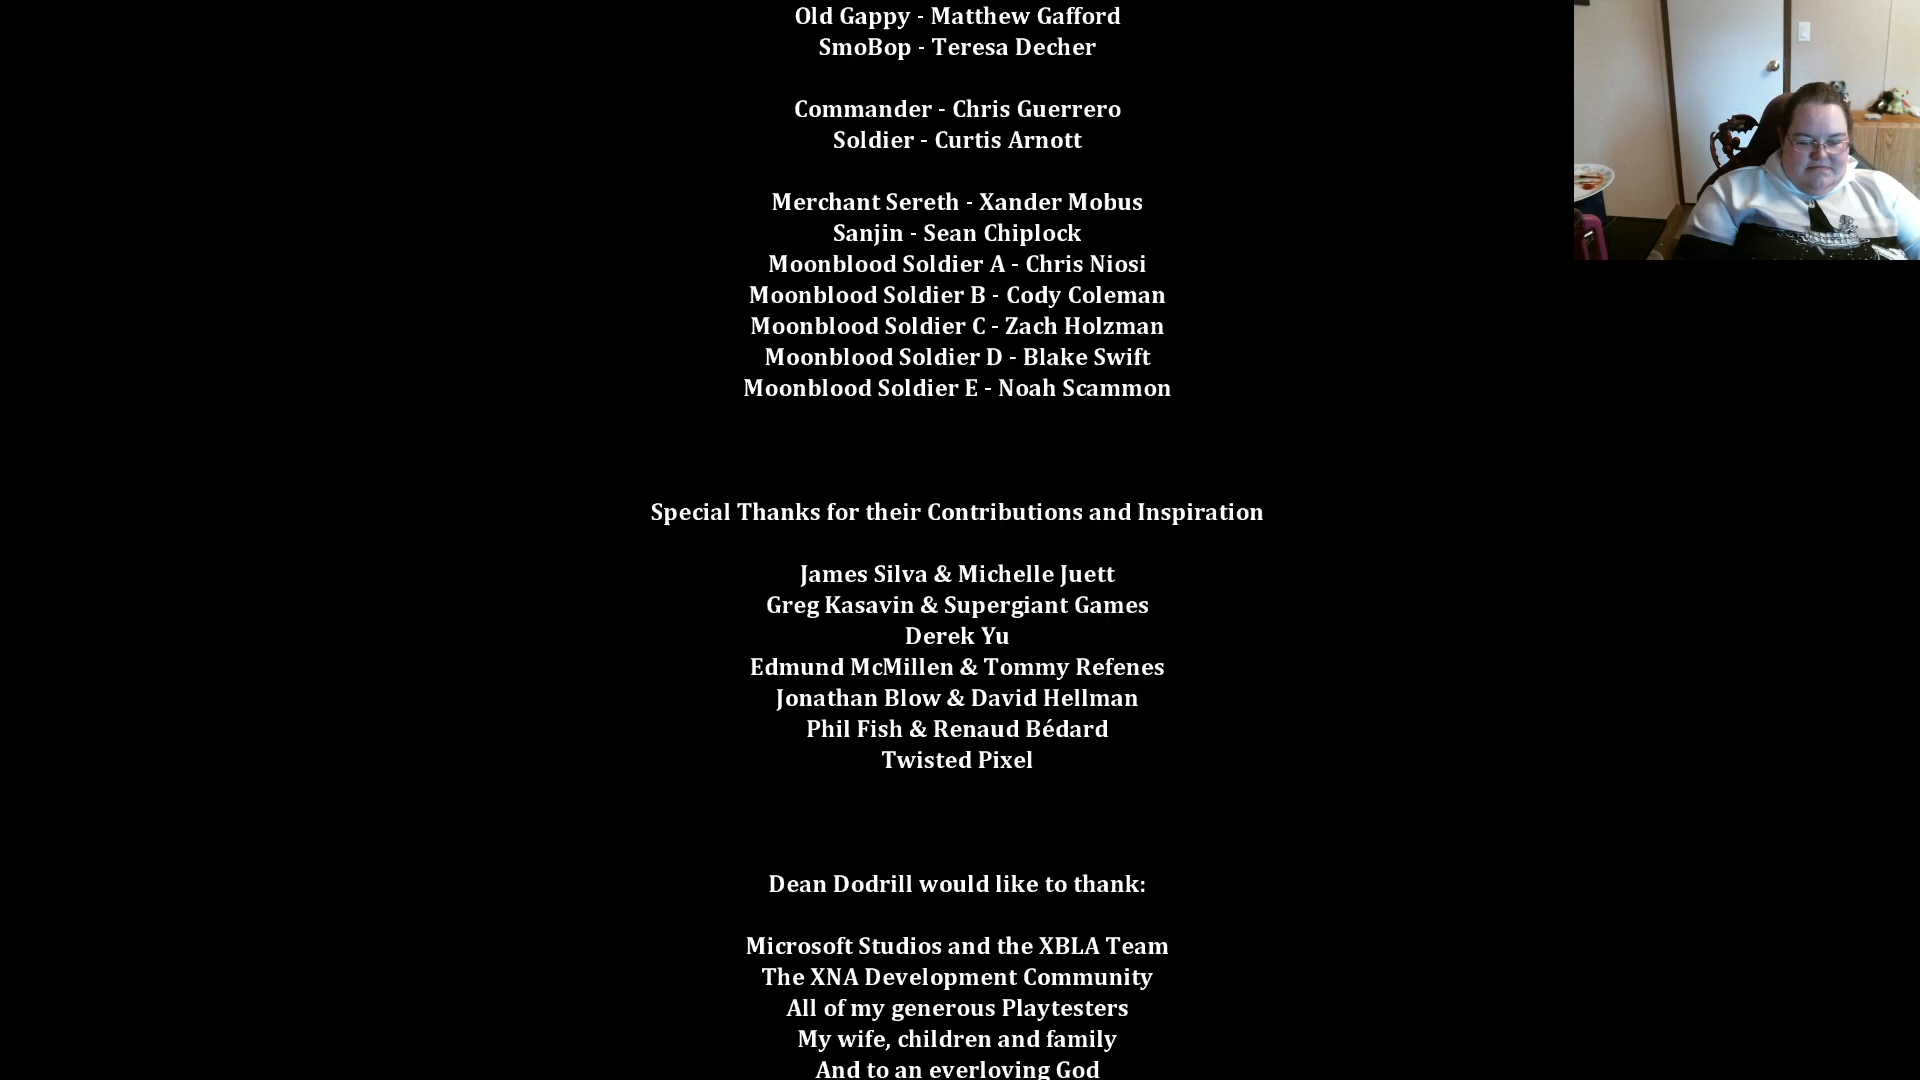 Old Gappy - Matthew Gafford
SmoBop - Teresa Decher
Commander - Chris Guerrero
Soldier - Curtis Arnott
Merchant Sereth - Xander Mobus
Sanjin - Sean Chiplock
Moonblood Soldier A - Chris Niosi
Moonblood Soldier B - Cody Coleman
Moonblood Soldier C - Zach Holzman
Moonblood Soldier D - Blake Swift
Moonblood Soldier E - Noah Scammon
Special Thanks for their Contributions and Inspiration
James Silva & Michelle Juett
Greg Kasavin & Supergiant Games
Derek Yu
Edmund McMillen & Tommy Refenes
Jonathan Blow & David Hellman
Phil Fish & Renaud Bédard
Twisted Pixel
Dean Dodrill would like to thank:
Microsoft Studios and the XBLA Team
The XNA Development Community
All of my generous Playtesters
My wife, children and family
And to an everloving God